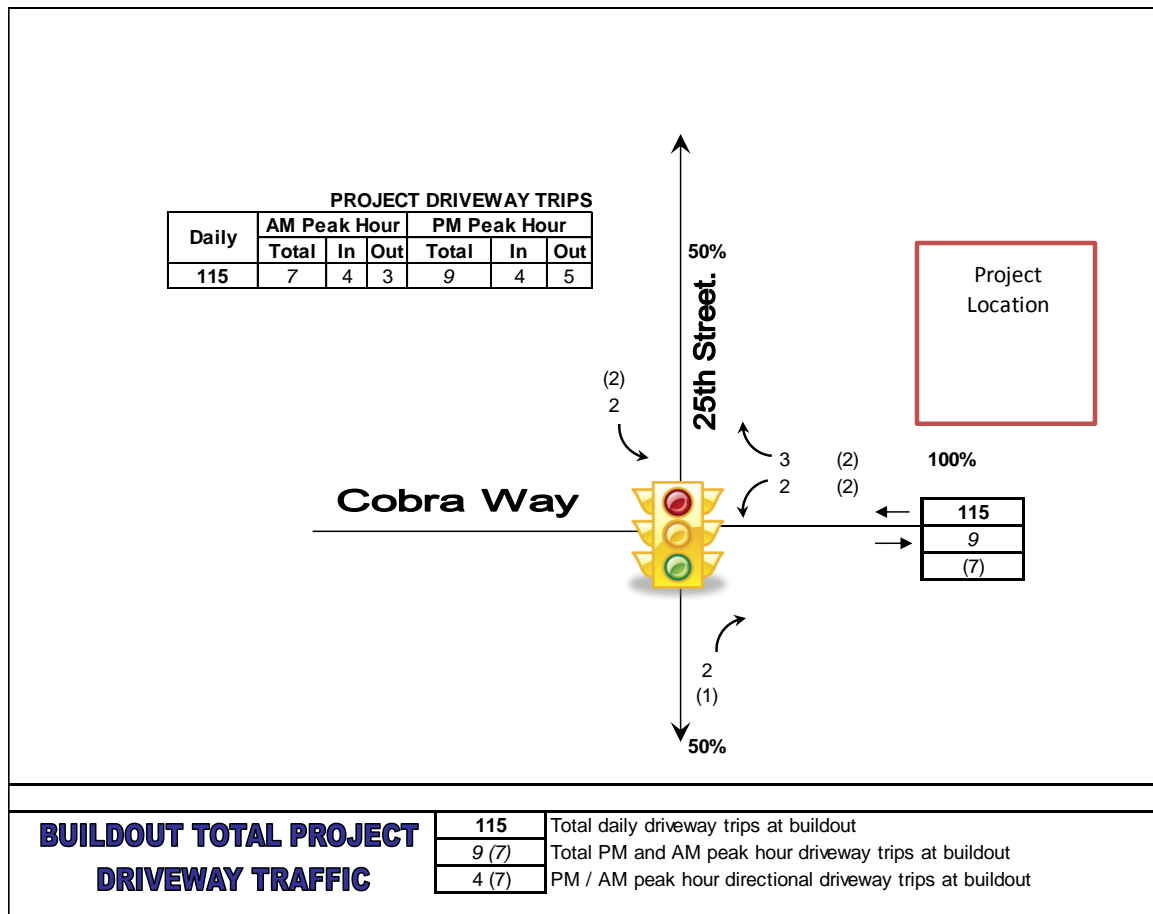 PROJECT DRIVEWAY TRIPS
Daily AM Peak Hour PM Peak Hour
Total In Out Total In Out
115 7 4 3 9 4 5
50%
25th Street.
Project
Location
(2)
2
3 (2) 100%
2 (2)
Cobra Way
115
9
(7)
2
(1)
50%
BUILDOUT TOTAL PROJECT
DRIVEWAY TRAFFIC
115 Total daily driveway trips at buildout
9 (7) Total PM and AM peak hour driveway trips at buildout
4 (7) PM / AM peak hour directional driveway trips at buildout